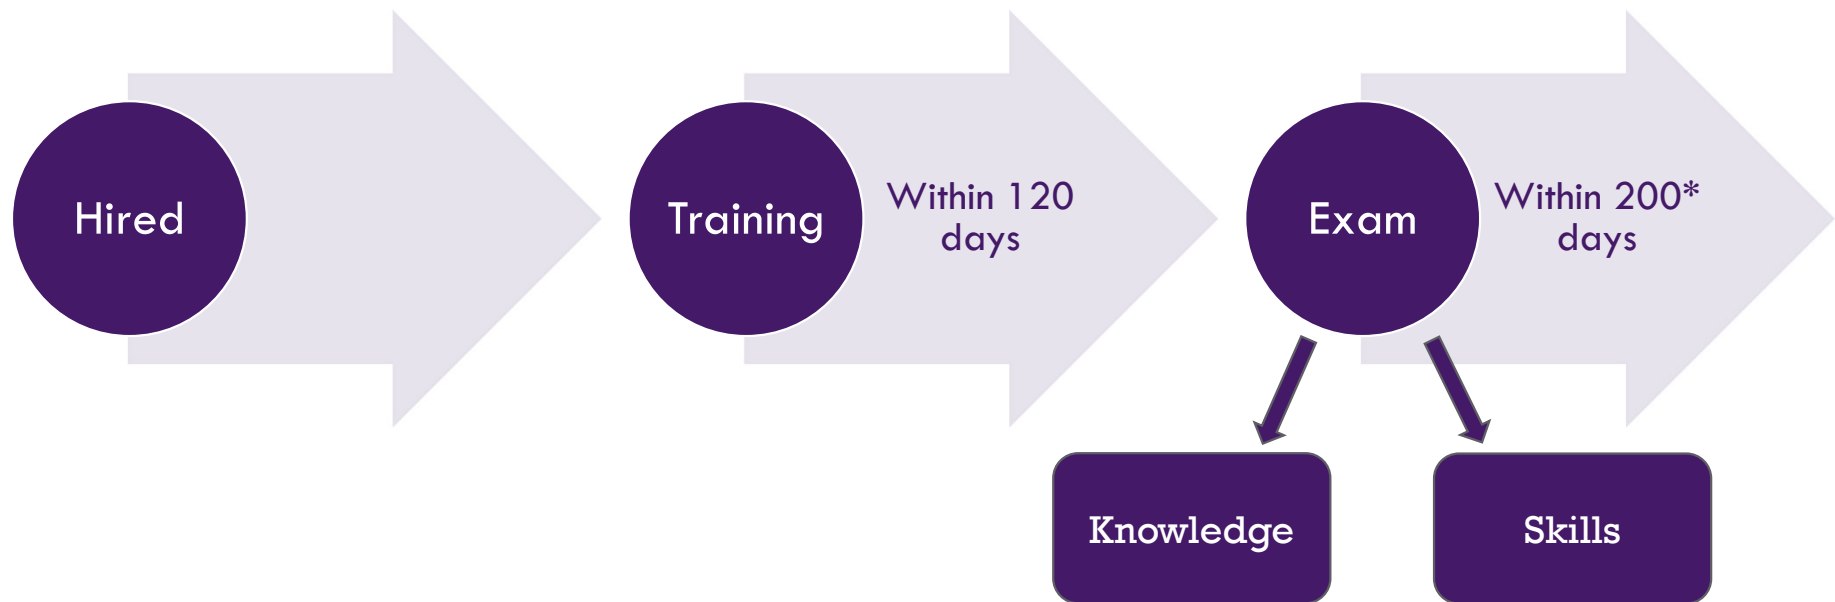 Hired
Training
Within 120
days
Exam
Within 200*
days
Knowledge
Skills